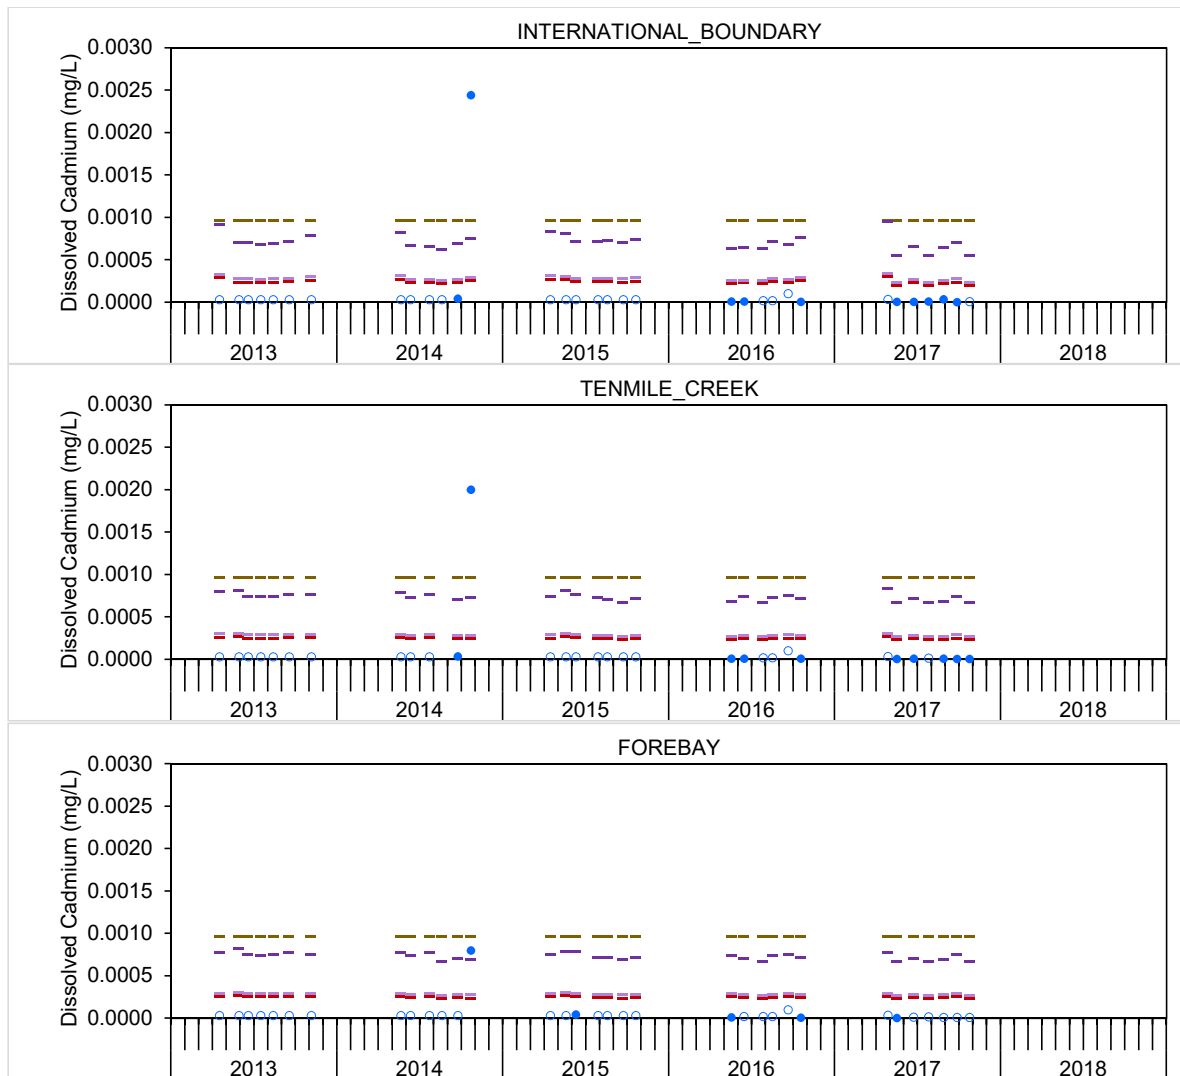 INTERNATIONAL_BOUNDARY
Dissolved Cadmium (mg/L)
0.0030
0.0025
0.0020
0.0015
0.0010
0.0005
0.0000
2013 2014 2015 2016 2017 2018
TENMILE_CREEK
Dissolved Cadmium (mg/L)
0.0030
0.0025
0.0020
0.0015
0.0010
0.0005
0.0000
2013 2014 2015 2016 2017 2018
FOREBAY
Dissolved Cadmium (mg/L)
0.0030
0.0025
0.0020
0.0015
0.0010
0.0005
0.0000
2013 2014 2015 2016 2017 2018